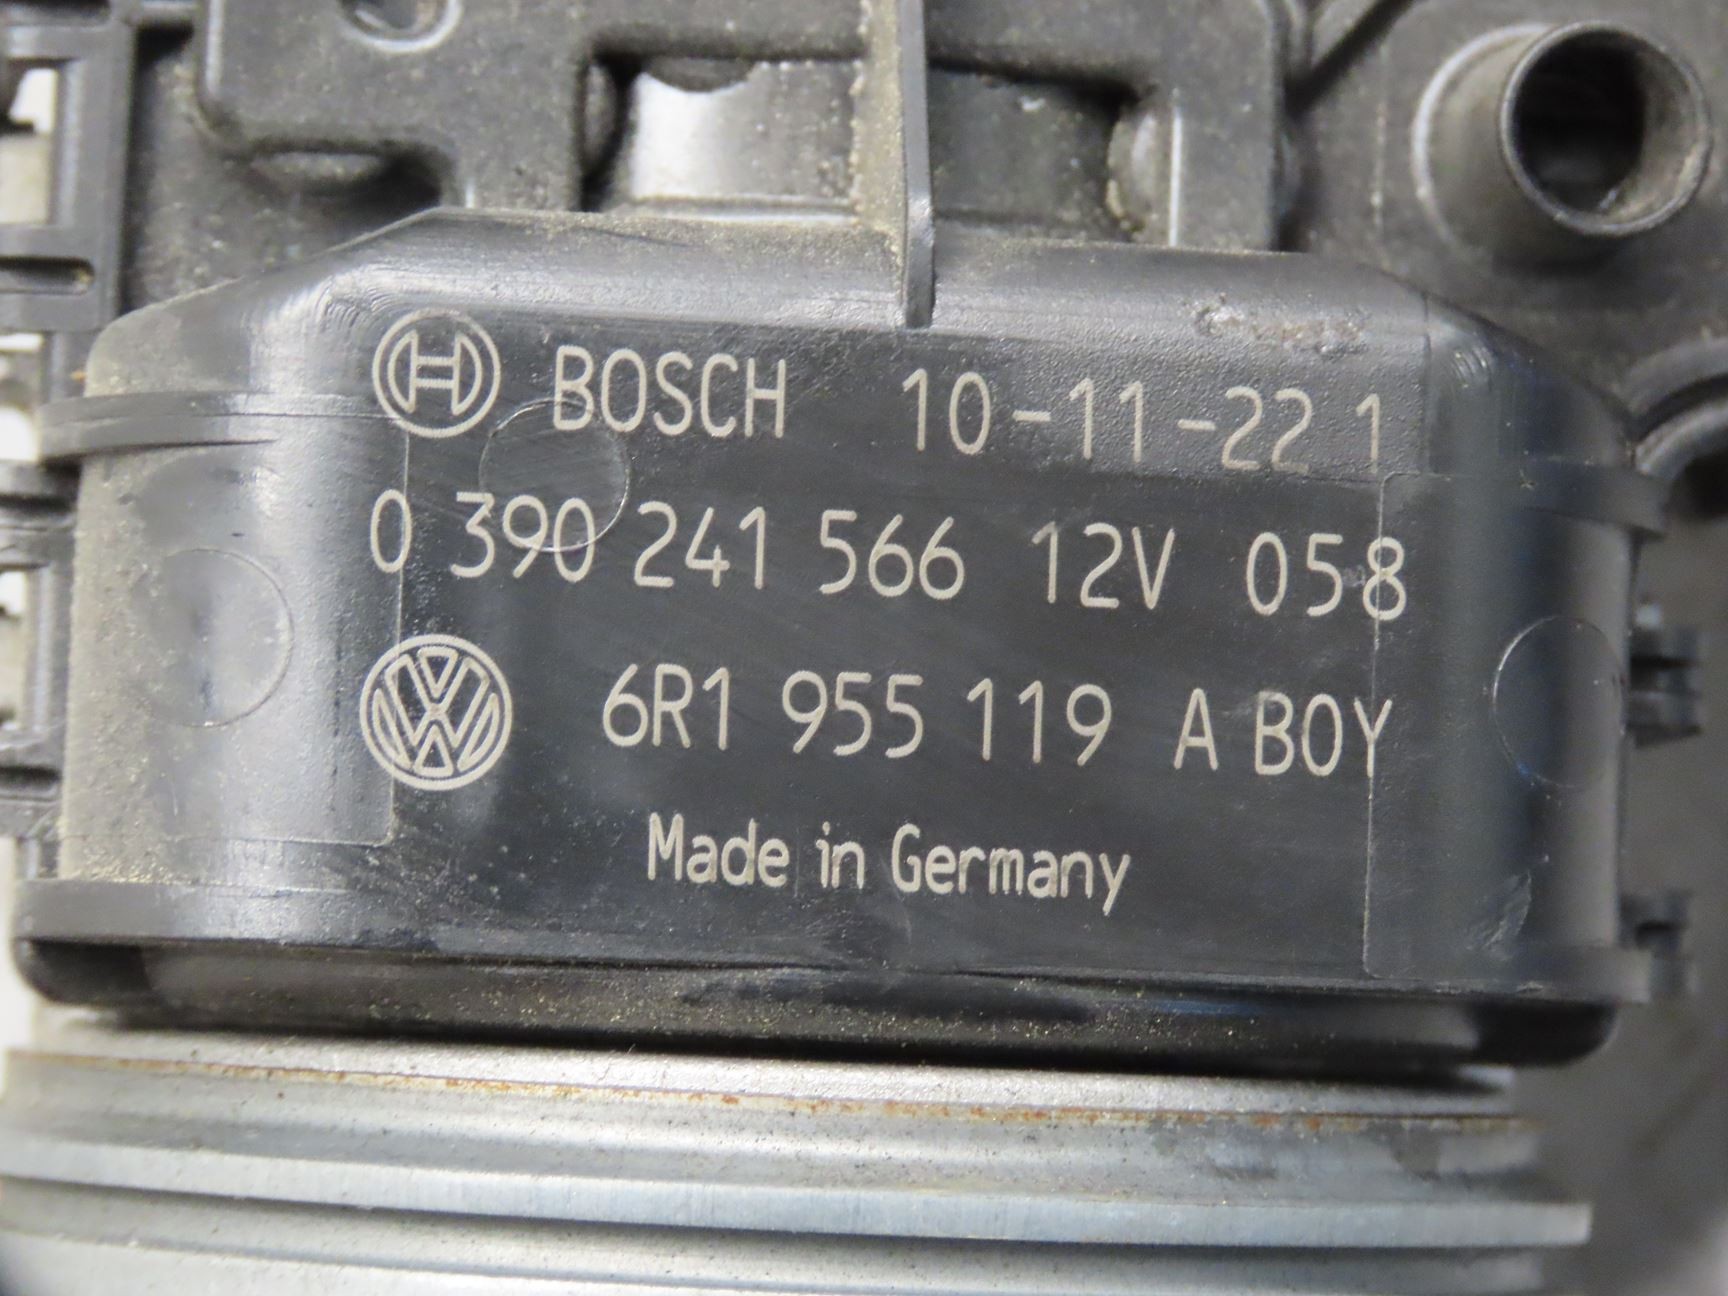 BOSCH 10-11-22 1
0 390 241 566 12V 058
6R1 955 119 A B0Y
Made in Germany